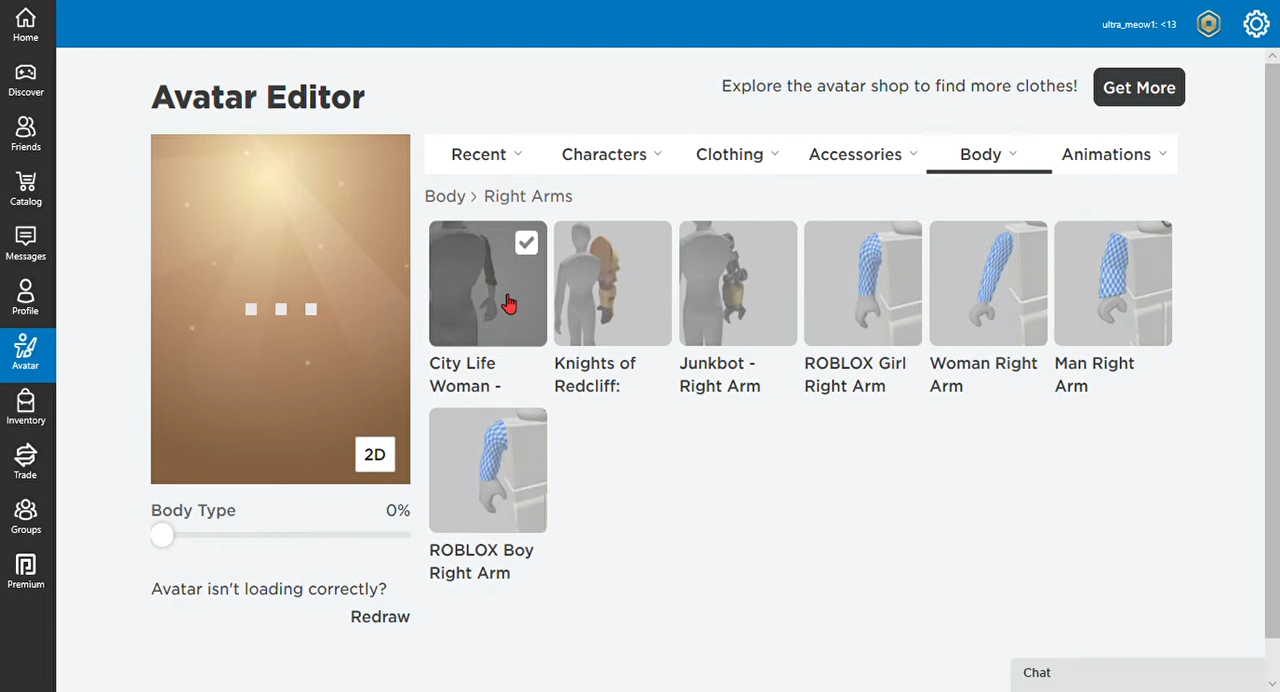 Home
Discover
Friends
Catalog
Messages
Profile
Avatar
Inventory
Trade
Groups
Premium
ultra_meow1: <13
Avatar Editor
Explore the avatar shop to find more clothes!
Get More
Recent
Characters
Clothing
Accessories
Body
Animations
Body > Right Arms
2D
Body Type
0%
Avatar isn't loading correctly?
Redraw
City Life
Woman -
Knights of
Redcliff:
Junkbot -
Right Arm
ROBLOX Girl
Right Arm
Woman Right
Arm
Man Right
Arm
ROBLOX Boy
Right Arm
Chat